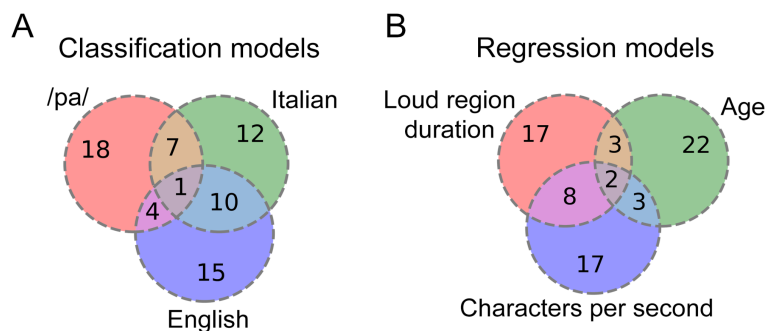 A
Classification models
/pa/
Italian
18
7
12
1
4
10
15
English
B
Regression models
Loud region
duration
Age
17
3
22
2
8
3
17
Characters per second